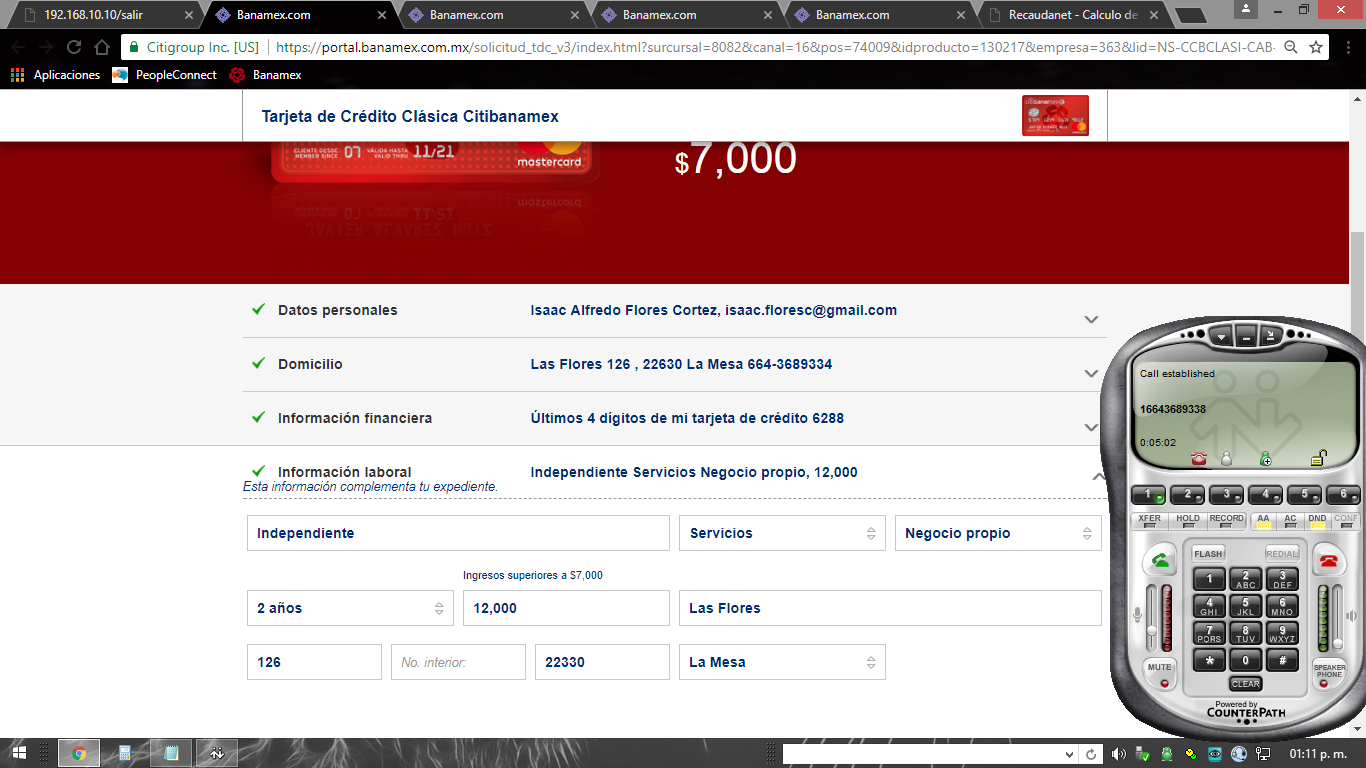 192.168.10.10/salir
Banamex.com
Banamex.com
Banamex.com
Banamex.com
Recaudanet - Calculo de
Citigroup Inc. [US]
https://portal.banamex.com.mx/solicitud_tdc_v3/index.html?sursal=8082&canal=16&pos=74009&idproducto=130217&empresa=363&lid=NS-CCBCLASI-CAB-
Aplicaciones
PeopleConnect
Banamex
Tarjeta de Crédito Clásica Citibanamex
CLIENTE DESDE
MEMBER SINCE
07
VÁLIDA HASTA
VALID THRU
11/21
mastercard
$7,000
Datos personales
Isaac Alfredo Flores Cortez, isaac.floresc@gmail.com
Domicilio
Las Flores 126 , 22630 La Mesa 664-3689334
Información financiera
Últimos 4 dígitos de mi tarjeta de crédito 6288
Información laboral
Independiente Servicios Negocio propio, 12,000
Esta información complementa tu expediente.
Independiente
Servicios
Negocio propio
Ingresos superiores a $7,000
2 años
12,000
Las Flores
126
No. interior:
22330
La Mesa
Call established
16643689338
0:05:02
1 2 3 4 5 6
XFER HOLD RECORD AA AC DND CONF
FLASH REDIAL
1 2 ABC 3 DEF
4 GHI 5 JKL 6 MNO
7 PQRS 8 TUV 9 WXYZ
* 0 #
MUTE
CLEAR
SPEAKER
PHONE
Powered by
COUNTERPATH
01:11 p. m.